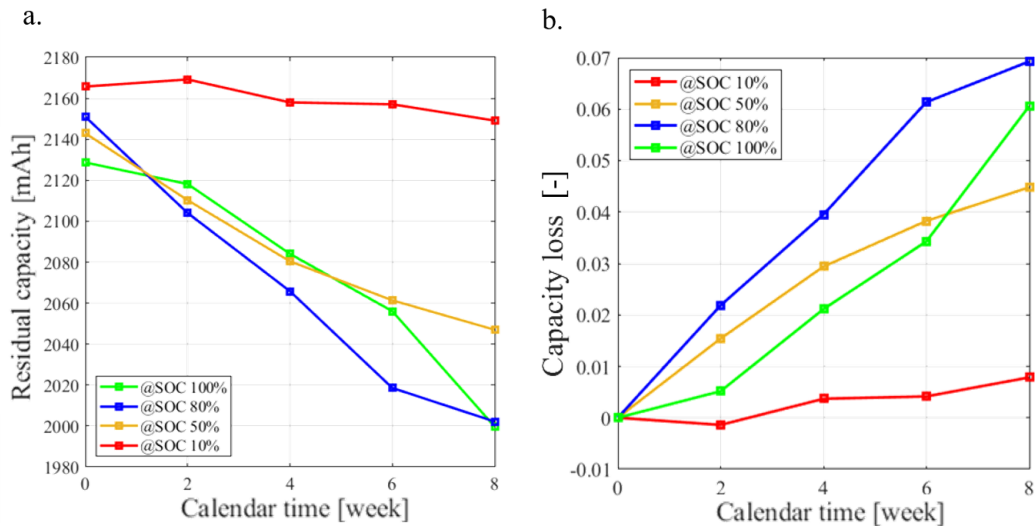 a.
2180
2160
2140
2120
2100
2080
2060
2040
2020
2000
1980
Residual capacity [mAh]
@SOC 100%
@SOC 80%
@SOC 50%
@SOC 10%
0 2 4 6 8
Calendar time [week]
b.
0.07
0.06
0.05
0.04
0.03
0.02
0.01
0
-0.01
Capacity loss [-]
@SOC 10%
@SOC 50%
@SOC 80%
@SOC 100%
0 2 4 6 8
Calendar time [week]